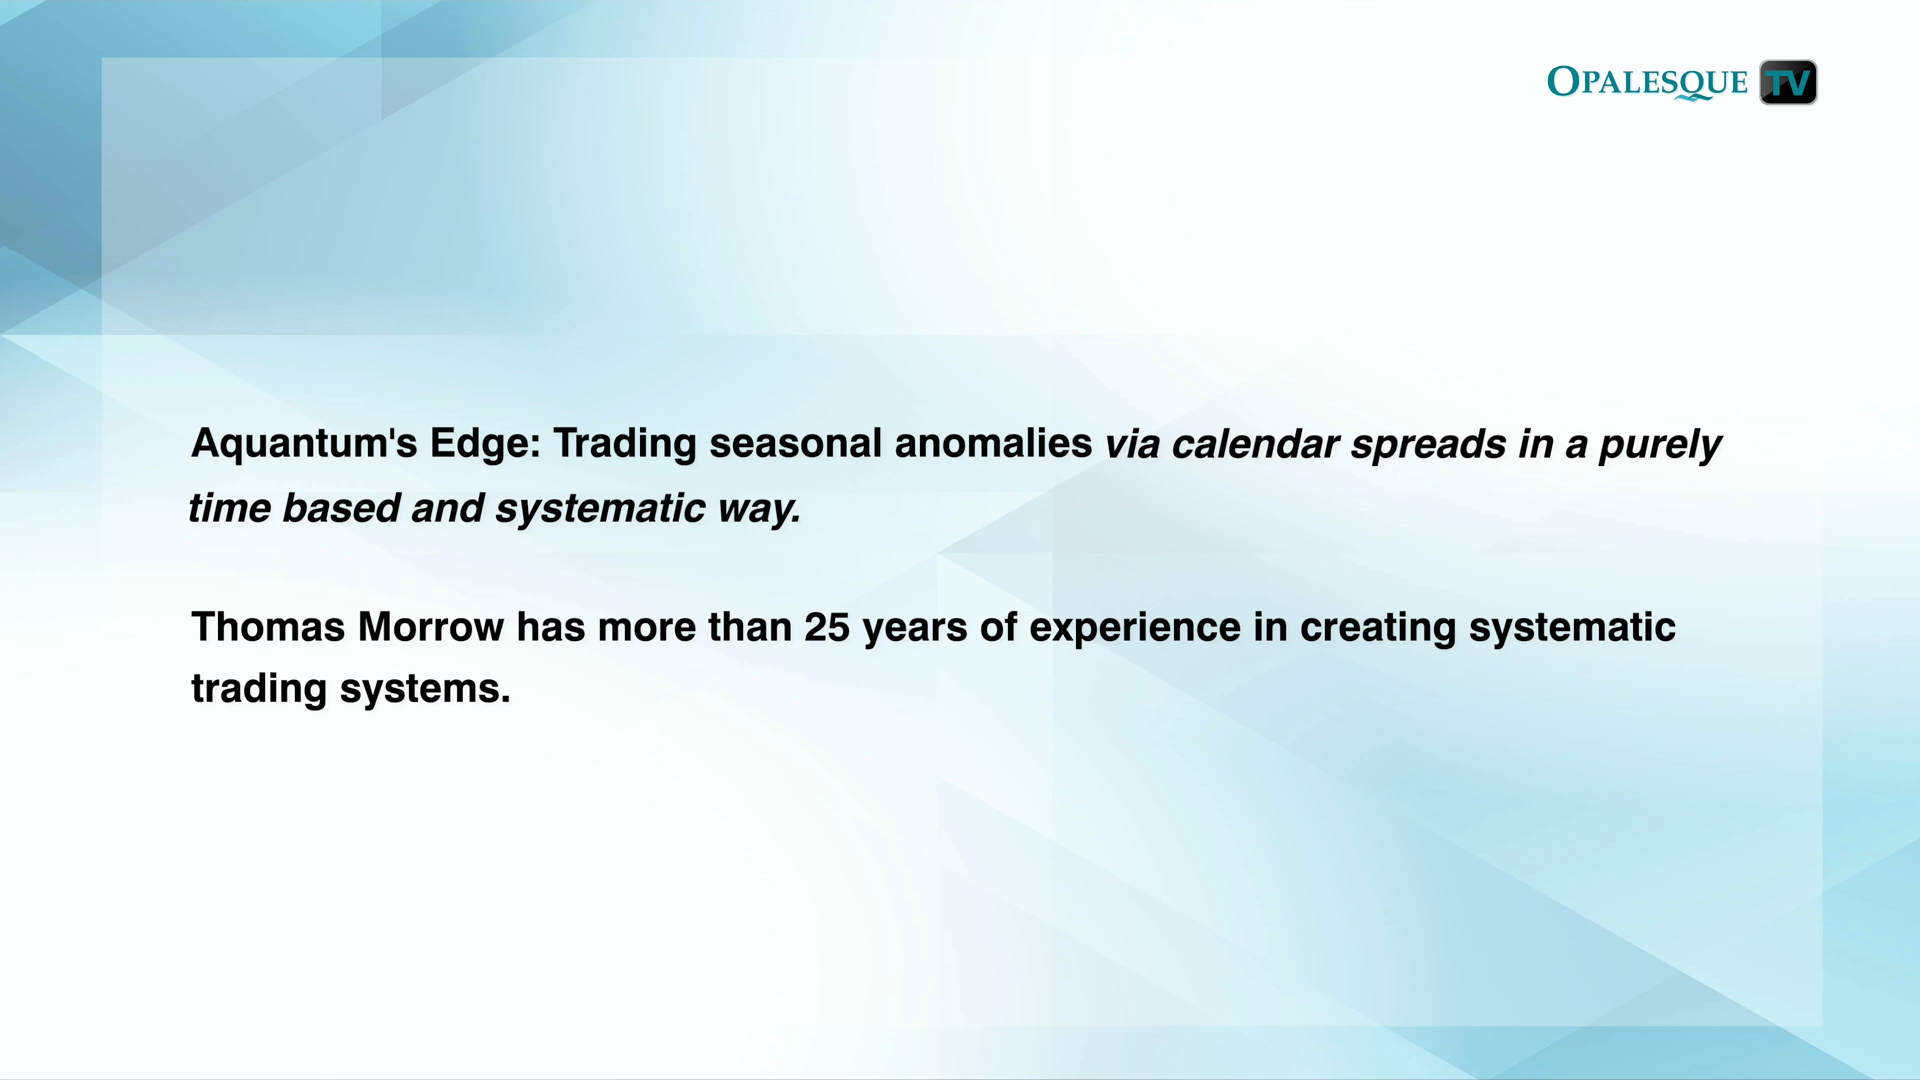 OPALESQUE TV
Aquantum's Edge: Trading seasonal anomalies via calendar spreads in a purely
time based and systematic way.
Thomas Morrow has more than 25 years of experience in creating systematic
trading systems.